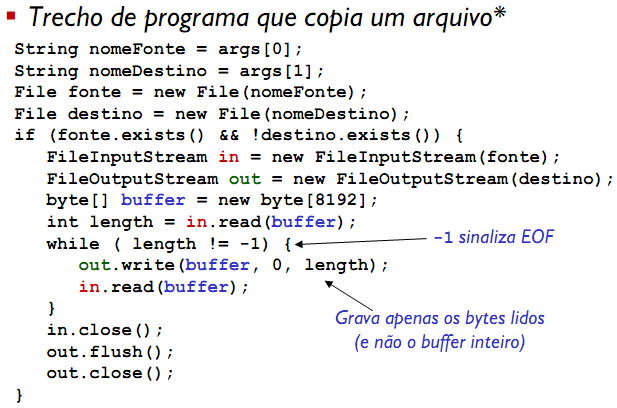 Trecho de programa que copia um arquivo*
String nomeFonte = args[0];
String nomeDestino = args[1];
File fonte = new File(nomeFonte);
File destino = new File(nomeDestino);
if (fonte.exists() && !destino.exists()) {
FileInputStream in = new FileInputStream(fonte);
FileOutputStream out = new FileOutputStream(destino);
byte[] buffer = new byte[8192];
int length = in.read(buffer);
while ( length != -1) {
-1 sinaliza EOF
out.write(buffer, 0, length);
in.read(buffer);
}
Grava apenas os bytes lidos
(e não o buffer inteiro)
in.close();
out.flush();
out.close();
}